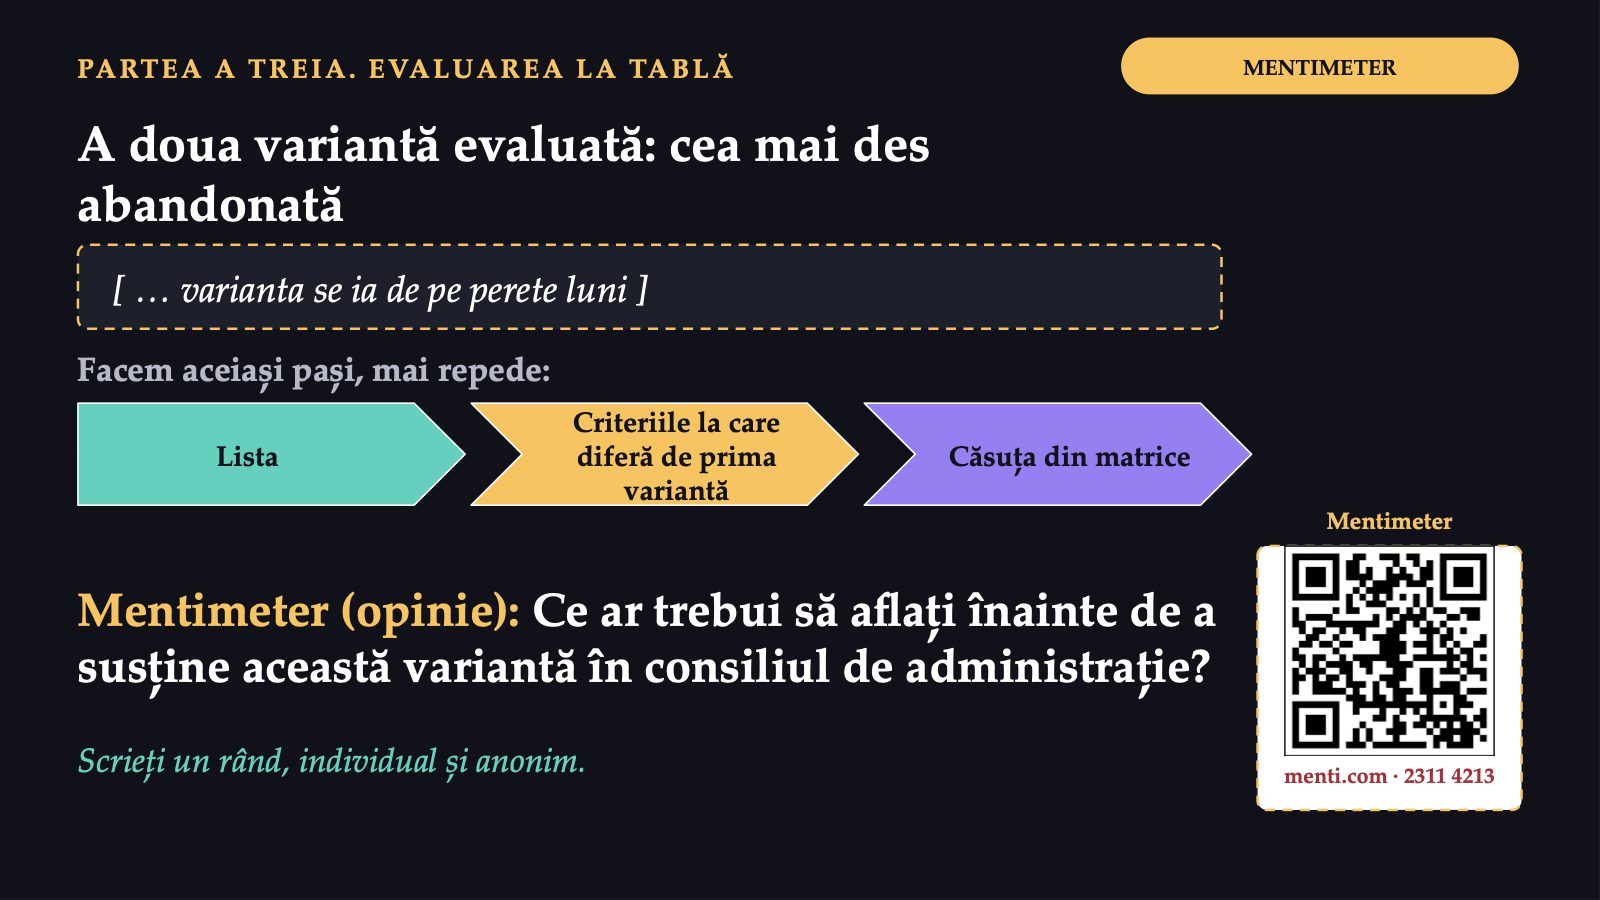 PARTEA A TREIA. EVALUAREA LA TABLĂ
MENTIMETER
A doua variantă evaluată: cea mai des
abandonată
[ … varianta se ia de pe perete luni ]
Facem aceiași pași, mai repede:
Lista
Criteriile la care
diferă de prima
variantă
Căsuța din matrice
Mentimeter
Mentimeter (opinie): Ce ar trebui să aflați înainte de a
susține această variantă în consiliul de administrație?
Scrieți un rând, individual și anonim.
menti.com · 2311 4213